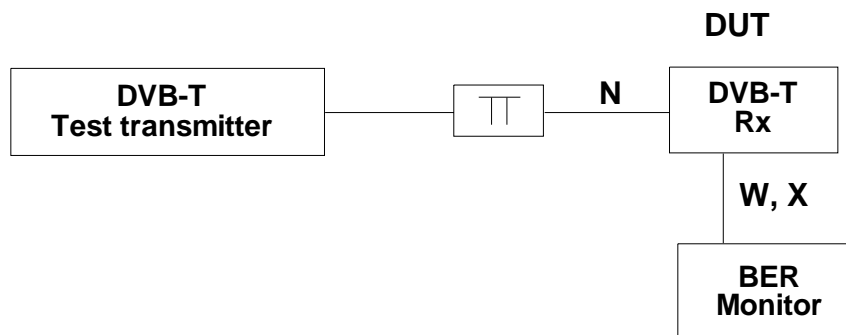 DUT
DVB-T
Test transmitter
N
DVB-T
Rx
W, X
BER
Monitor